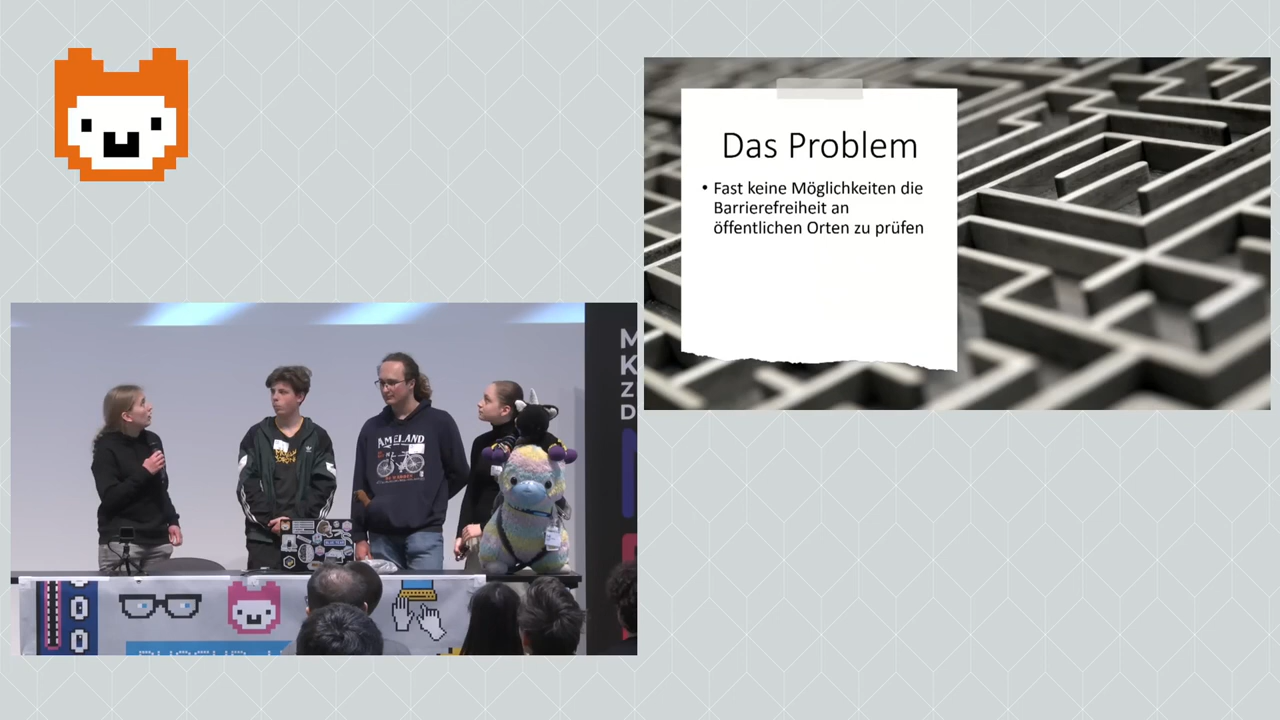 Das Problem
• Fast keine Möglichkeiten die
Barrierefreiheit an
öffentlichen Orten zu prüfen
AMELAND
M
K
Z
D